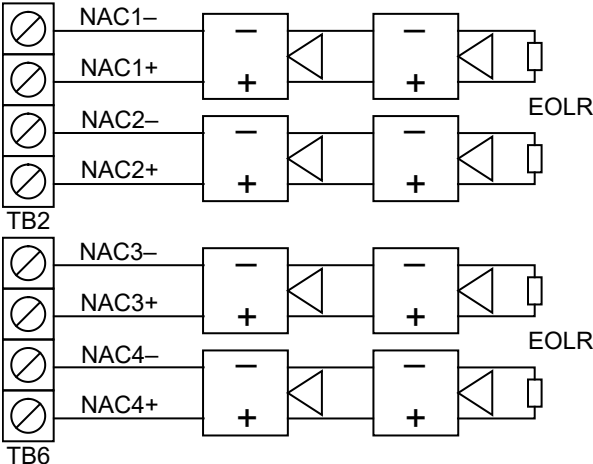 NAC1–
NAC1+
EOLR
NAC2–
NAC2+
TB2
NAC3–
NAC3+
EOLR
NAC4–
NAC4+
TB6